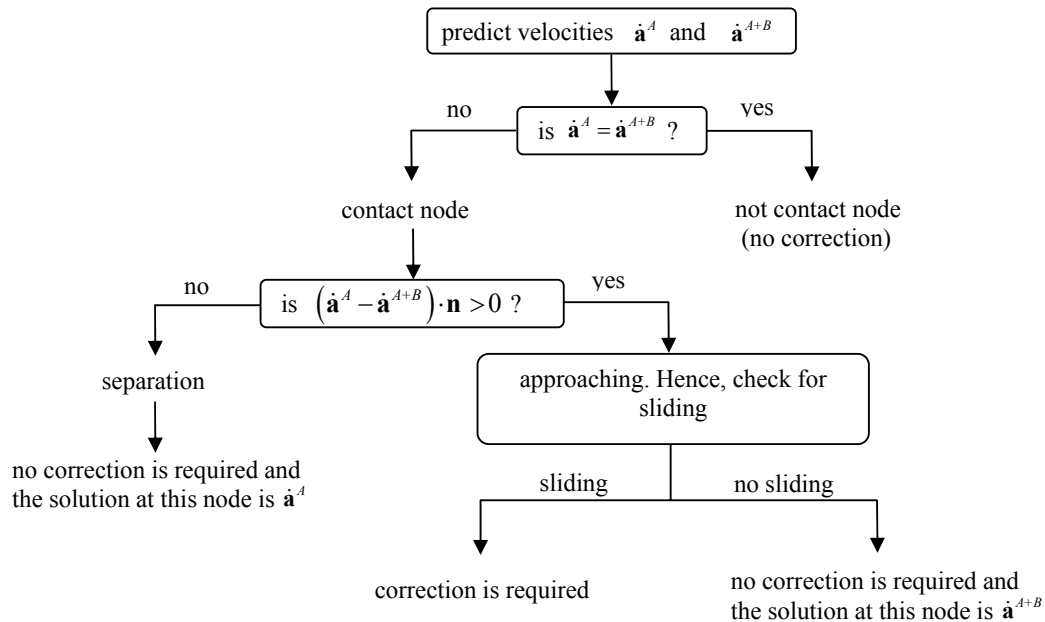 predict velocities ȧ^A and ȧ^{A+B}
no
yes
is ȧ^A = ȧ^{A+B} ?
contact node
not contact node
(no correction)
no
yes
is (ȧ^A − ȧ^{A+B})·n > 0 ?
separation
approaching. Hence, check for
sliding
no correction is required and
the solution at this node is ȧ^A
sliding
no sliding
correction is required
no correction is required and
the solution at this node is ȧ^{A+B}